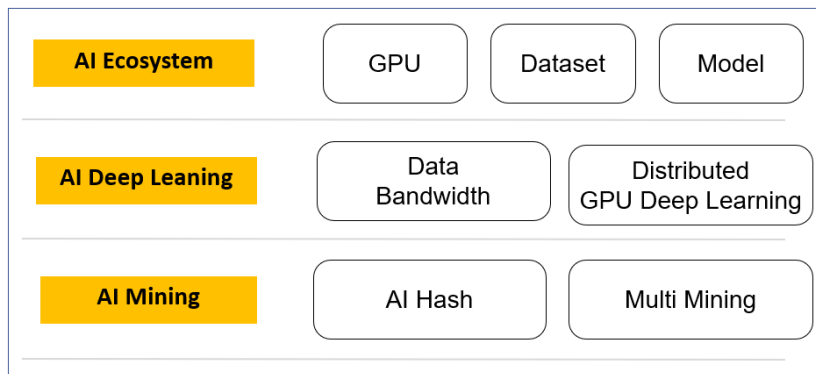 AI Ecosystem
GPU
Dataset
Model
AI Deep Leaning
Data
Bandwidth
Distributed
GPU Deep Learning
AI Mining
AI Hash
Multi Mining